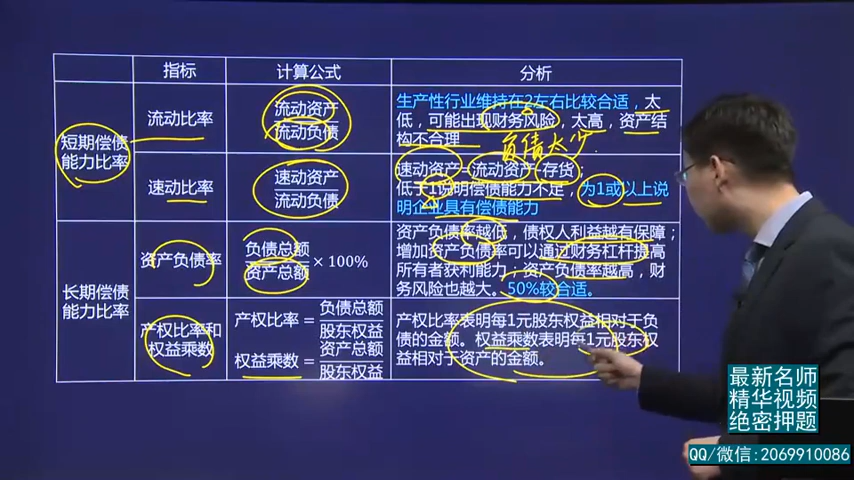 指标
计算公式
分析
短期偿债
能力比率
流动比率
流动资产
流动负债
生产性行业维持在2左右比较合适，太
低，可能出现财务风险，太高，资产结
构不合理
负债太少
速动比率
速动资产
流动负债
速动资产=流动资产-存货；
低于1说明偿债能力不足，为1或以上说
明企业具有偿债能力
长期偿债
能力比率
资产负债率
负债总额
资产总额
×100%
资产负债率越低，债权人利益越有保障；
增加资产负债率可以通过财务杠杆提高
所有者获利能力，资产负债率越高，财
务风险也越大。50%较合适。
产权比率和
权益乘数
产权比率=
负债总额
股东权益
权益乘数=
资产总额
股东权益
产权比率表明每1元股东权益相对于负
债的金额。权益乘数表明每1元股东权
益相对于资产的金额。
最新名师
精华视频
绝密押题
QQ/微信:2069910086